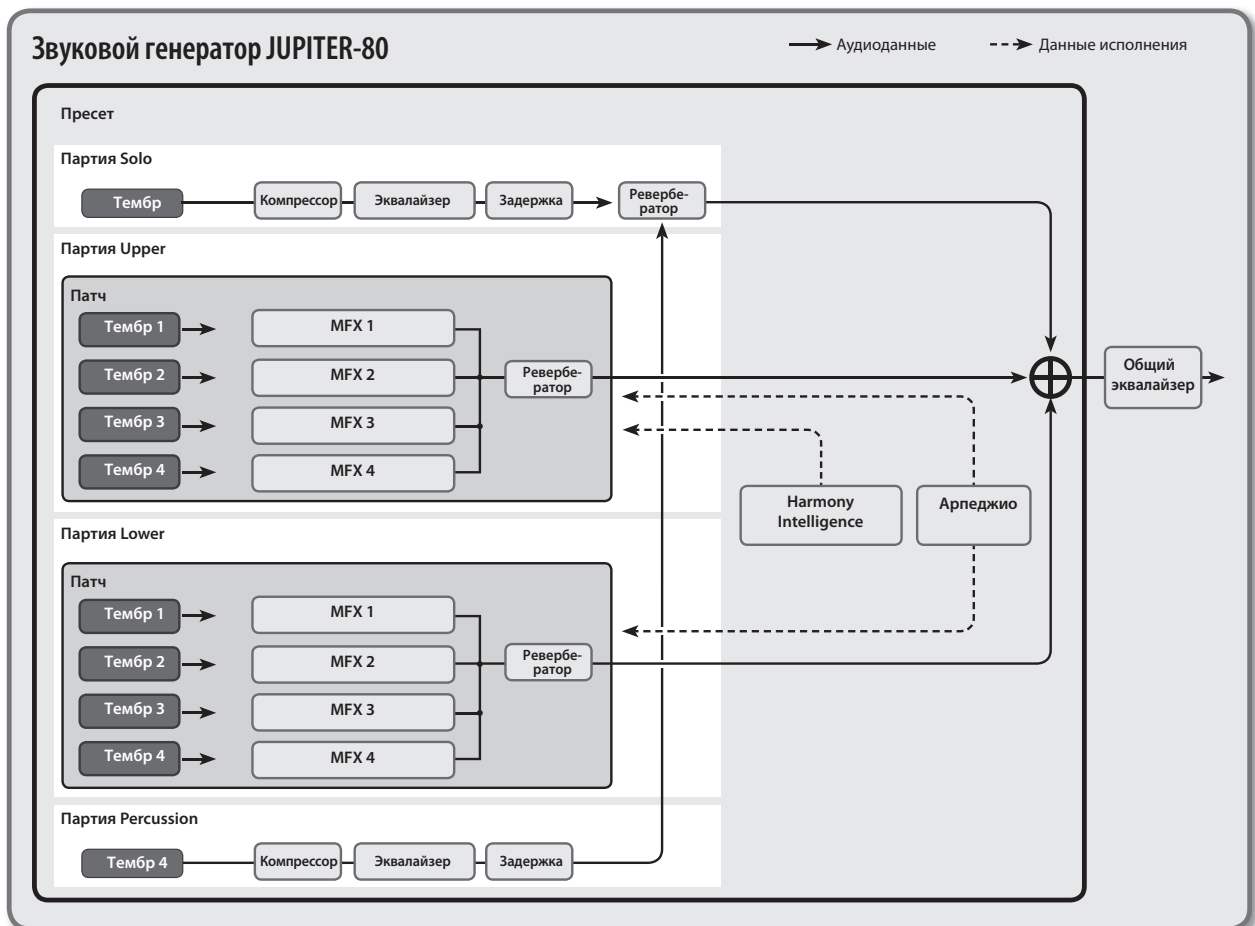 Звуковой генератор JUPITER-80
Аудиоданные
Данные исполнения
Пресет
Партия Solo
Тембр
Компрессор
Эквалайзер
Задержка
Ревербе-
ратор
Партия Upper
Патч
Тембр 1
MFX 1
Тембр 2
MFX 2
Тембр 3
MFX 3
Тембр 4
MFX 4
Ревербе-
ратор
Общий
эквалайзер
Harmony
Intelligence
Арпеджио
Партия Lower
Патч
Тембр 1
MFX 1
Тембр 2
MFX 2
Тембр 3
MFX 3
Тембр 4
MFX 4
Ревербе-
ратор
Партия Percussion
Тембр 4
Компрессор
Эквалайзер
Задержка